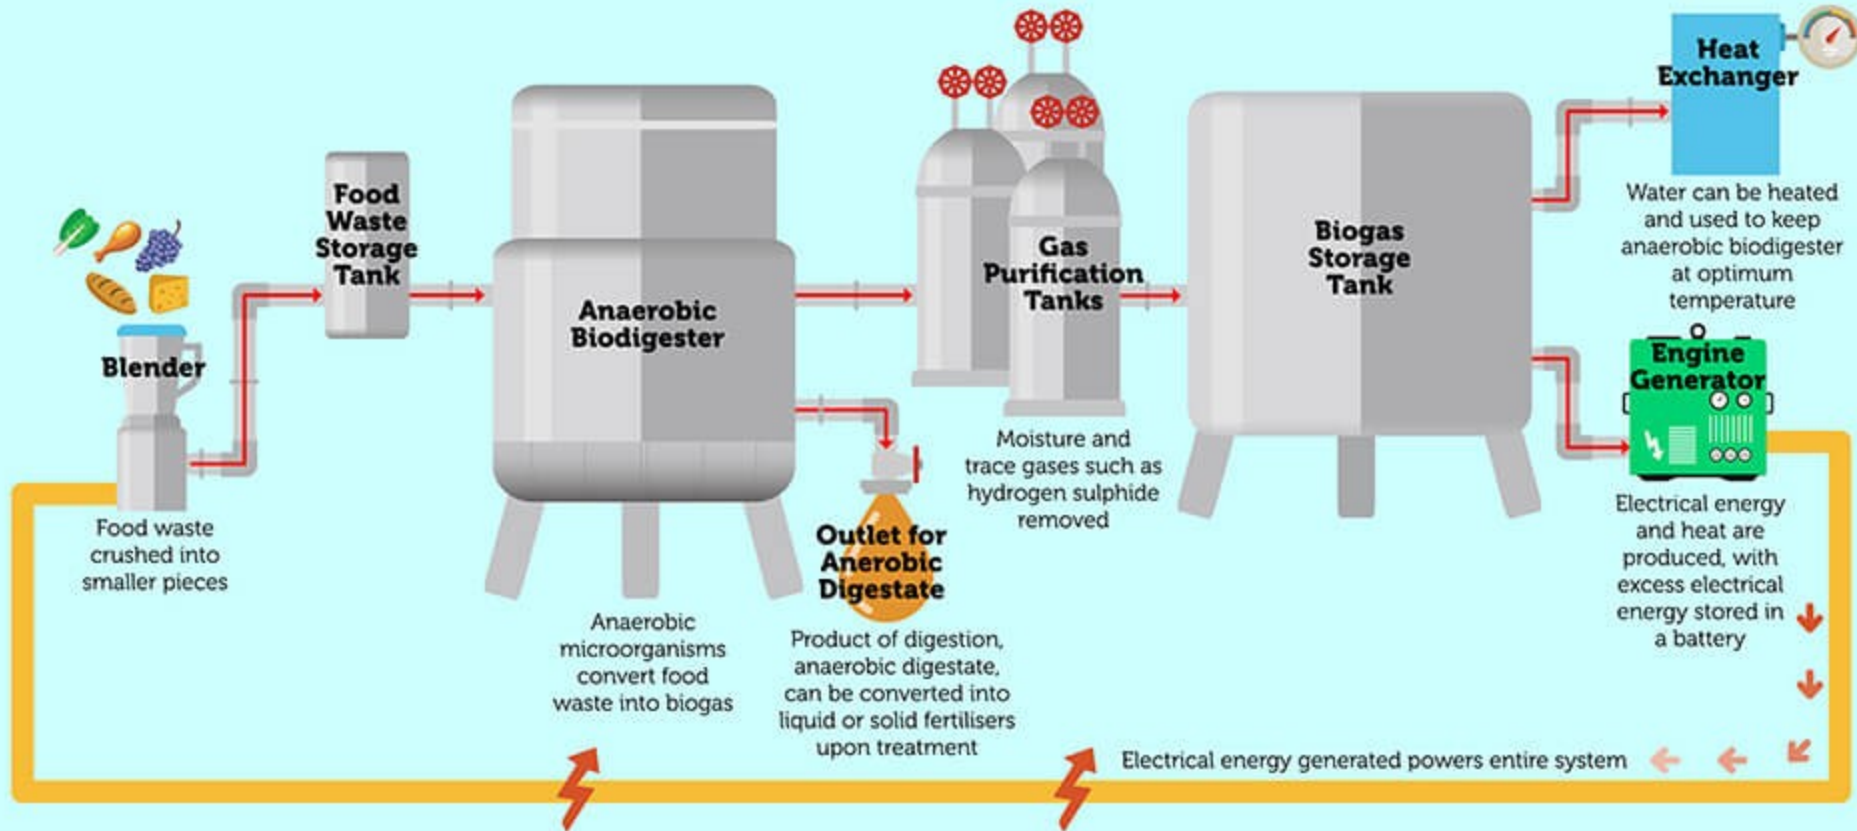 Blender
Food waste
crushed into
smaller pieces
Food
Waste
Storage
Tank
Anaerobic
Biodigester
Anaerobic
microorganisms
convert food
waste into biogas
Outlet for
Anerobic
Digestate
Product of digestion,
anaerobic digestate,
can be converted into
liquid or solid fertilisers
upon treatment
Gas
Purification
Tanks
Moisture and
trace gases such as
hydrogen sulphide
removed
Biogas
Storage
Tank
Heat
Exchanger
Water can be heated
and used to keep
anaerobic biodigester
at optimum
temperature
Engine
Generator
Electrical energy
and heat are
produced, with
excess electrical
energy stored in
a battery
Electrical energy generated powers entire system